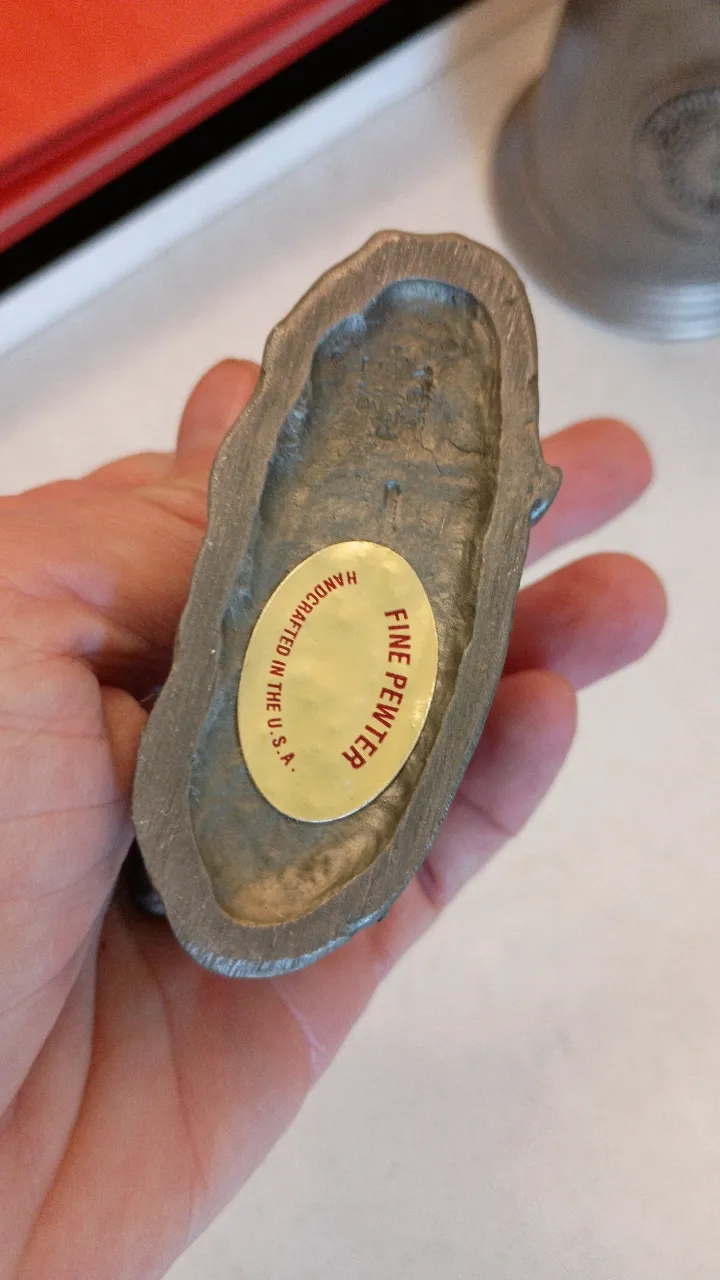 FINE PEWTER
HANDCRAFTED IN THE U.S.A.